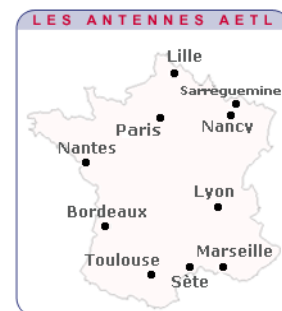 LES ANTENNES AETL
Lille
Sarreguemine
Paris
Nancy
Nantes
Lyon
Bordeaux
Toulouse
Marseille
Sète